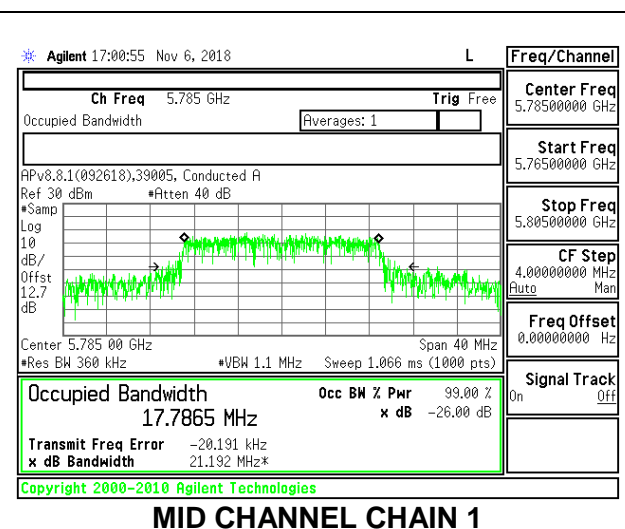 Agilent 17:00:55 Nov 6, 2018 L
Freq/Channel
Ch Freq 5.785 GHz Trig Free
Occupied Bandwidth Averages: 1
APv8.8.1(092618),39005, Conducted A
Ref 30 dBm #Atten 40 dB
#Samp
Log
10
dB/
Offst
12.7
dB
Center 5.785 00 GHz Span 40 MHz
#Res BW 360 kHz #VBW 1.1 MHz Sweep 1.066 ms (1000 pts)
Occupied Bandwidth Occ BW % Pwr 99.00 %
17.7865 MHz x dB -26.00 dB
Transmit Freq Error -20.191 kHz
x dB Bandwidth 21.192 MHz*
Copyright 2000-2010 Agilent Technologies
Center Freq
5.78500000 GHz
Start Freq
5.76500000 GHz
Stop Freq
5.80500000 GHz
CF Step
4.00000000 MHz
Auto Man
Freq Offset
0.00000000 Hz
Signal Track
On Off
MID CHANNEL CHAIN 1